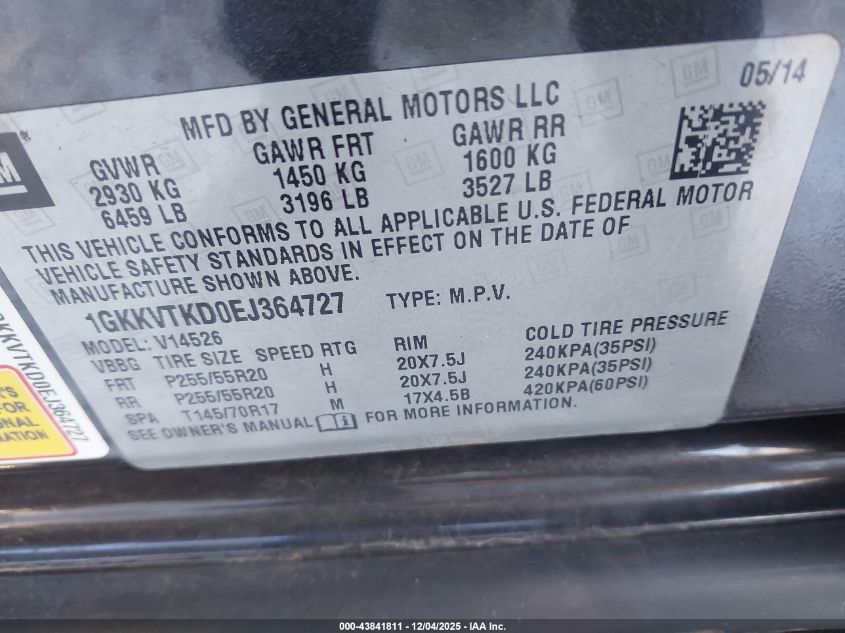 05/14
MFD BY GENERAL MOTORS LLC
GM ®
GVWR GAWR FRT GAWR RR
2930 KG 1450 KG 1600 KG
6459 LB 3196 LB 3527 LB
THIS VEHICLE CONFORMS TO ALL APPLICABLE U.S. FEDERAL MOTOR
VEHICLE SAFETY STANDARDS IN EFFECT ON THE DATE OF
MANUFACTURE SHOWN ABOVE.
1GKKVTKD0EJ364727 TYPE: M.P.V.
MODEL: V14526
VBBG TIRE SIZE SPEED RTG RIM COLD TIRE PRESSURE
FRT P255/55R20 H 20X7.5J 240KPA(35PSI)
RR P255/55R20 H 20X7.5J 240KPA(35PSI)
SPA T145/70R17 M 17X4.5B 420KPA(60PSI)
SEE OWNER'S MANUAL FOR MORE INFORMATION.
GKKVTKD0EJ364727
FOR
000-43841811 - 12/04/2025 - IAA Inc.